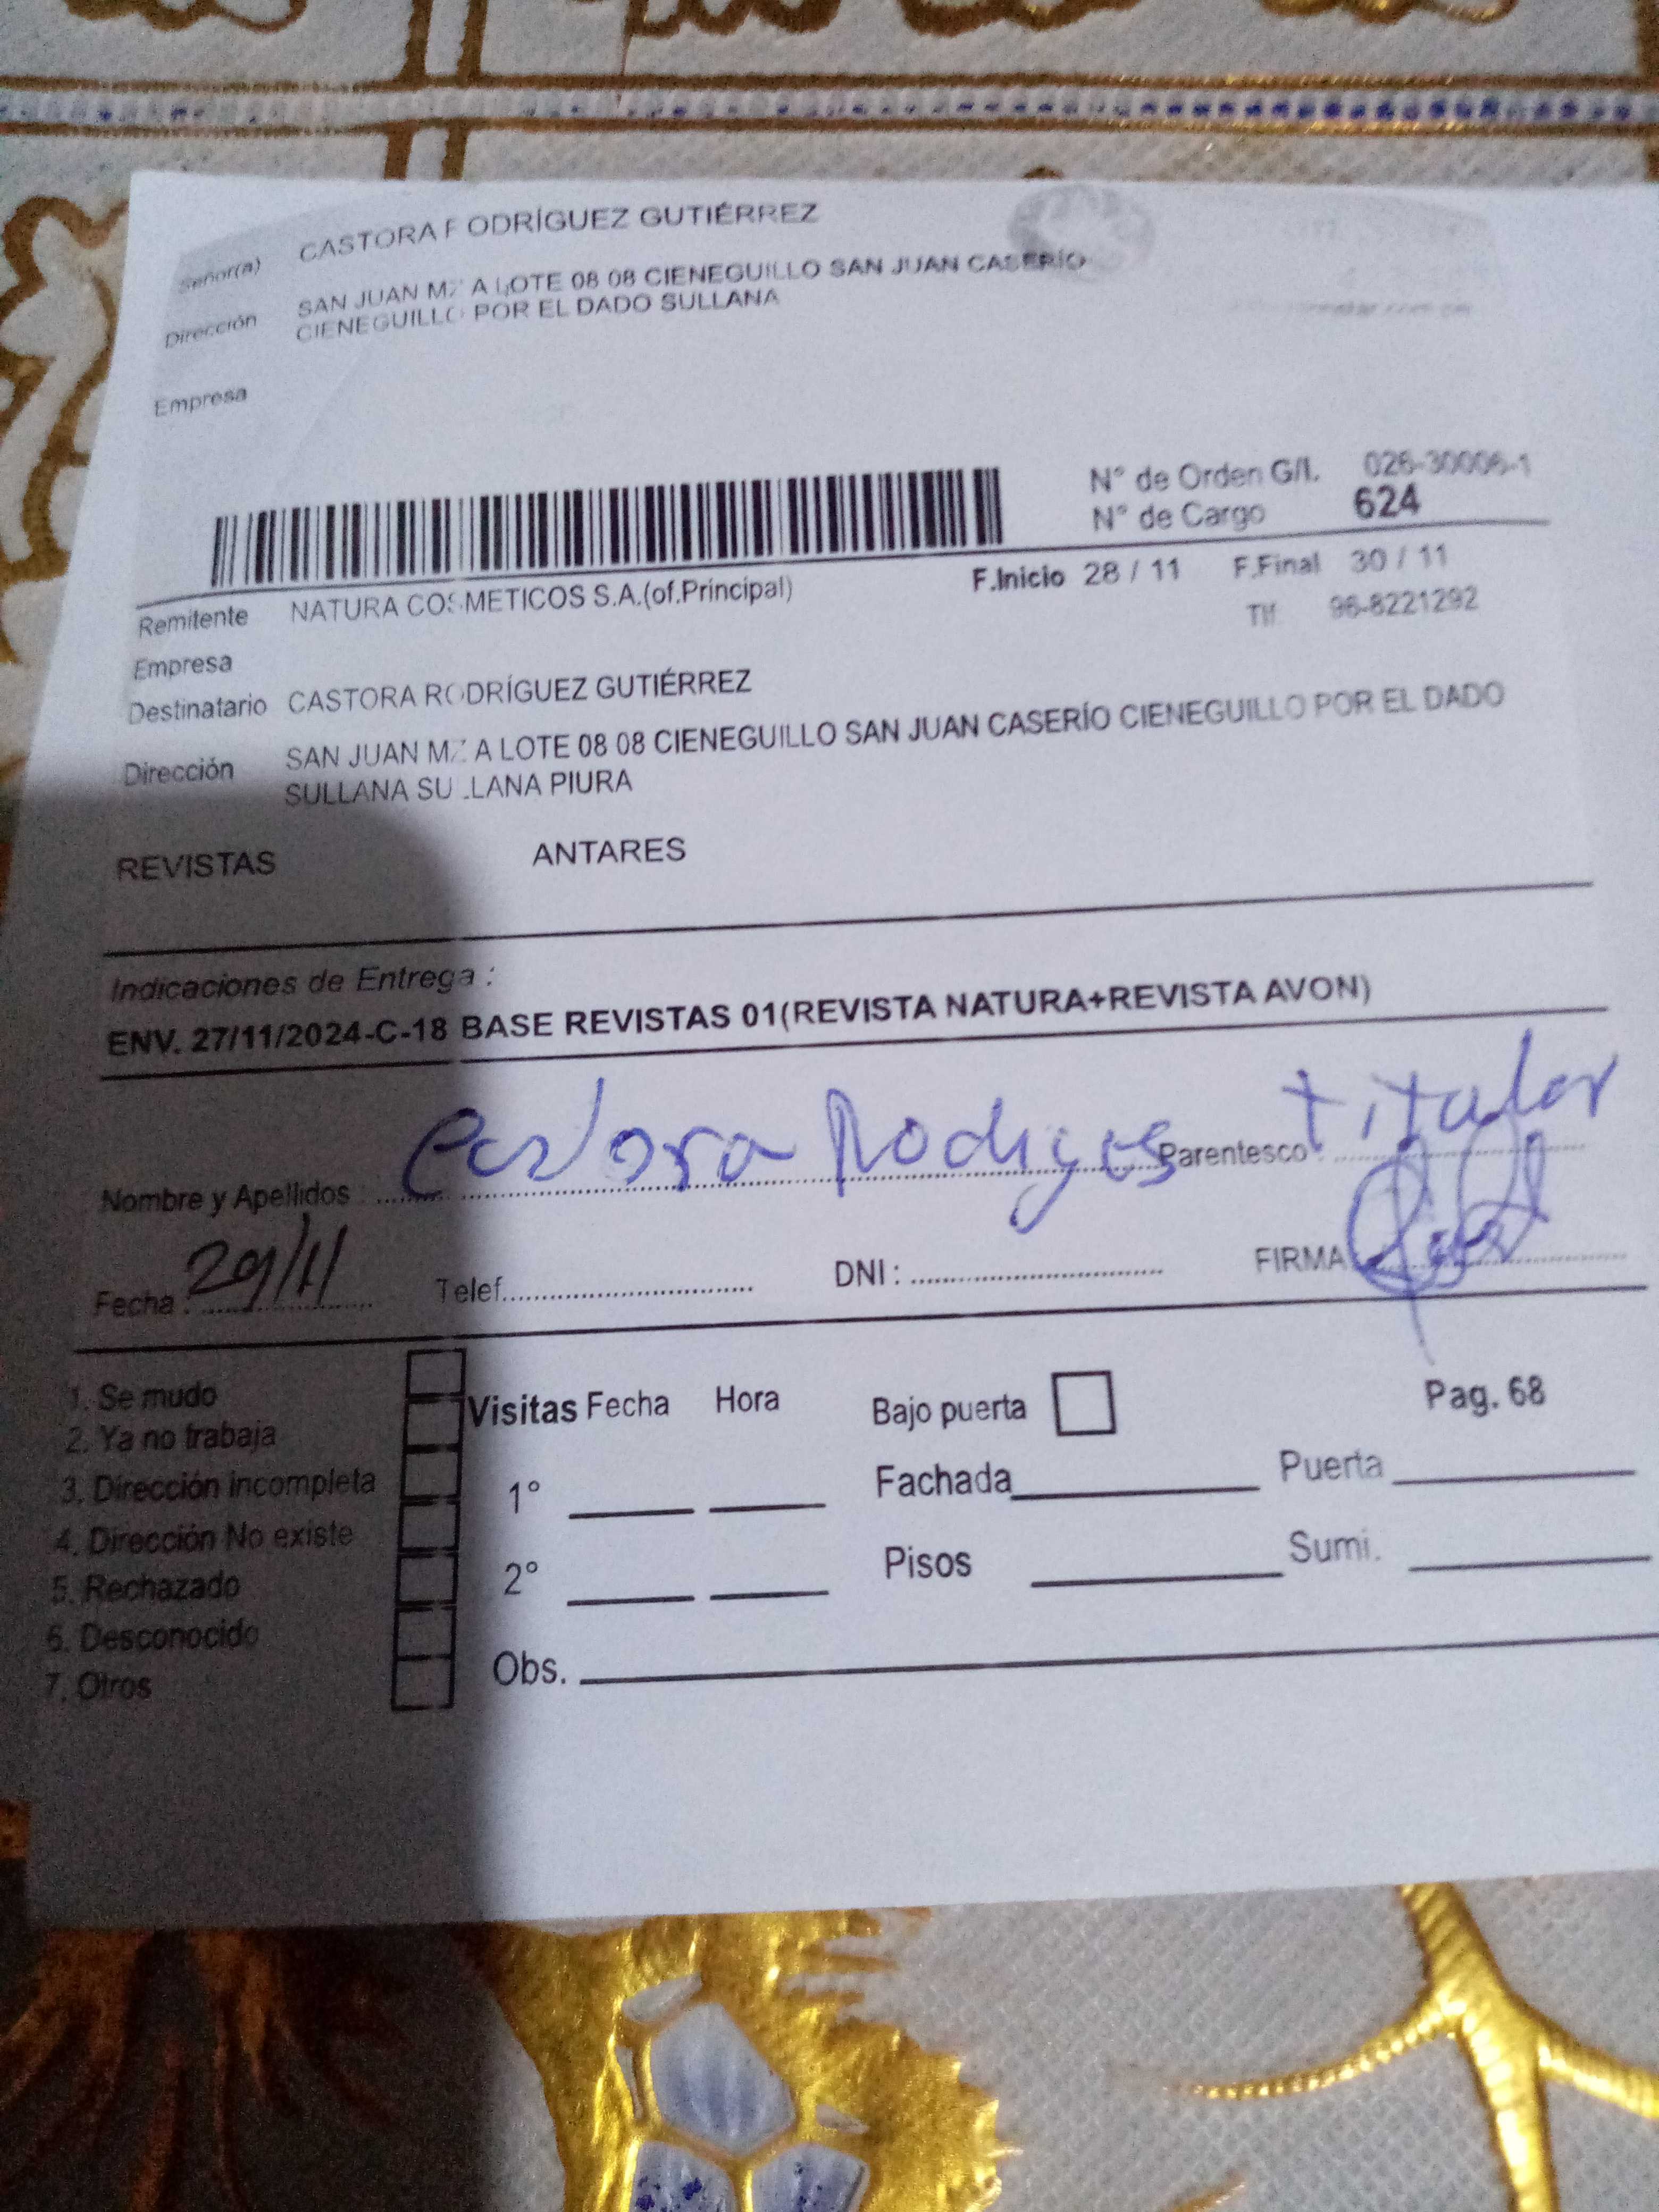 Señor(a) CASTORA RODRÍGUEZ GUTIÉRREZ
Dirección SAN JUAN MZ A LOTE 08 08 CIENEGUILLO SAN JUAN CASERÍO
CIENEGUILLO POR EL DADO SULLANA
Empresa
N° de Orden G/I. 026-30006-1
N° de Cargo 624
F.Inicio 28 / 11 F.Final 30 / 11
Remitente NATURA COSMETICOS S.A.(of.Principal)
Tlf 96-8221292
Empresa
Destinatario CASTORA RODRÍGUEZ GUTIÉRREZ
Dirección SAN JUAN MZ A LOTE 08 08 CIENEGUILLO SAN JUAN CASERÍO CIENEGUILLO POR EL DADO
SULLANA SULLANA PIURA
REVISTAS ANTARES
Indicaciones de Entrega :
ENV. 27/11/2024-C-18 BASE REVISTAS 01(REVISTA NATURA+REVISTA AVON)
Nombre y Apellidos : Castora Rodriges Parentesco : titular
Fecha : 29/11 Telef. DNI : FIRMA
1. Se mudo
2. Ya no trabaja
3. Dirección incompleta
4. Dirección No existe
5. Rechazado
6. Desconocido
7. Otros
Visitas Fecha Hora
1°
2°
Obs.
Bajo puerta
Pag. 68
Fachada Puerta
Pisos Sumi.